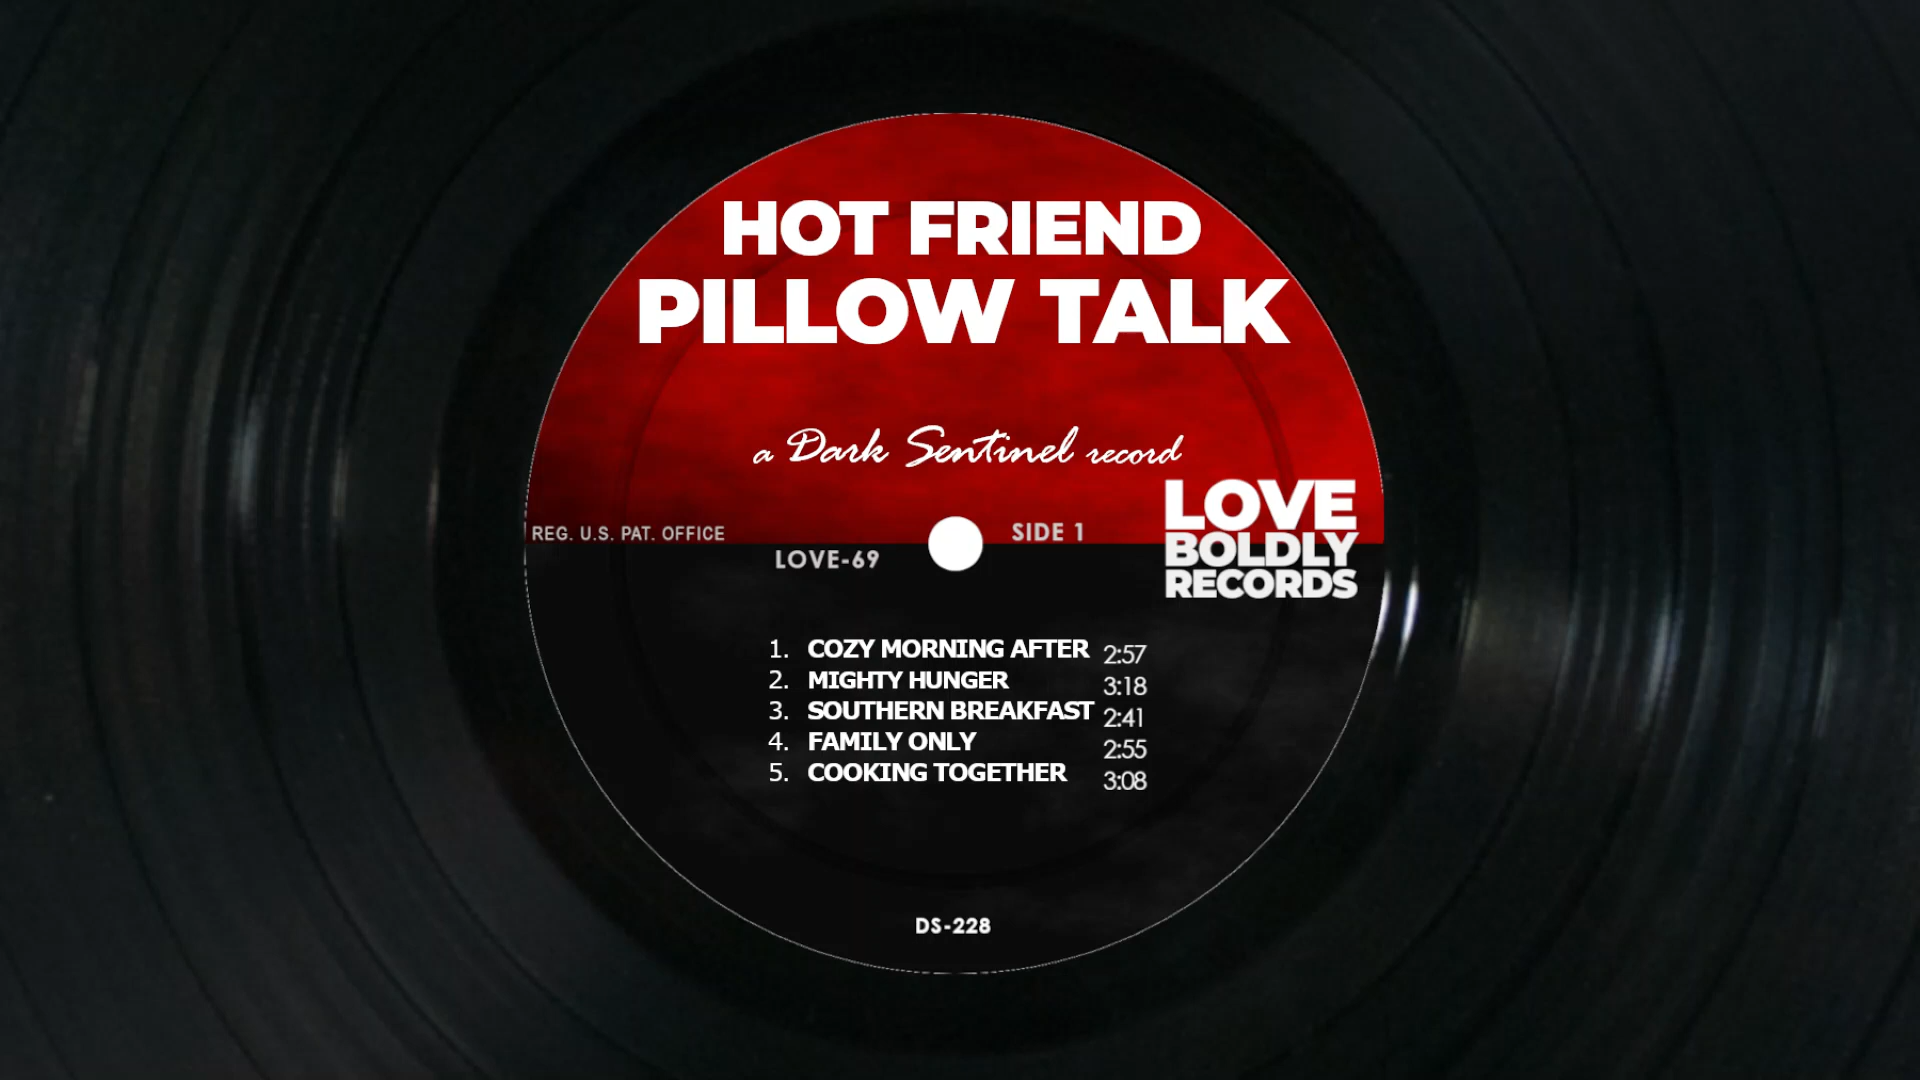 HOT FRIEND
PILLOW TALK
a Dark Sentinel record
REG. U.S. PAT. OFFICE
SIDE 1
LOVE-69
LOVE
BOLDLY
RECORDS
1. COZY MORNING AFTER 2:57
2. MIGHTY HUNGER 3:18
3. SOUTHERN BREAKFAST 2:41
4. FAMILY ONLY 2:55
5. COOKING TOGETHER 3:08
DS-228